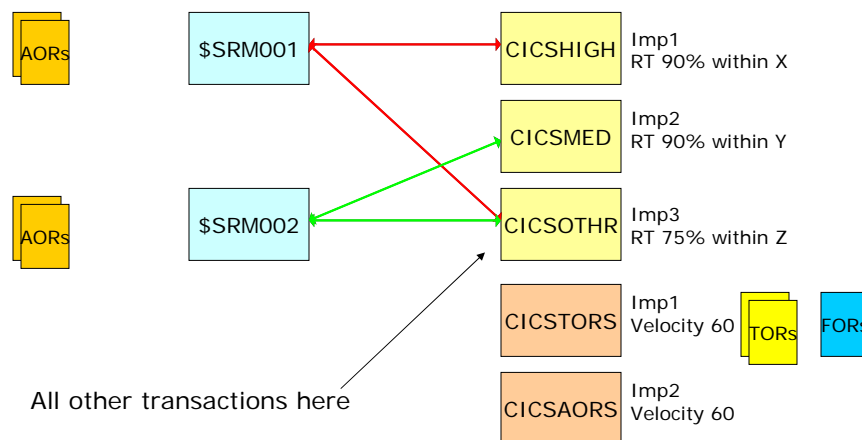 AORs
$SRM001
CICSHIGH
Imp1
RT 90% within X
CICSMED
Imp2
RT 90% within Y
AORs
$SRM002
CICSOTHR
Imp3
RT 75% within Z
CICSTORS
Imp1
Velocity 60
TORs
FORs
All other transactions here
CICSAORS
Imp2
Velocity 60